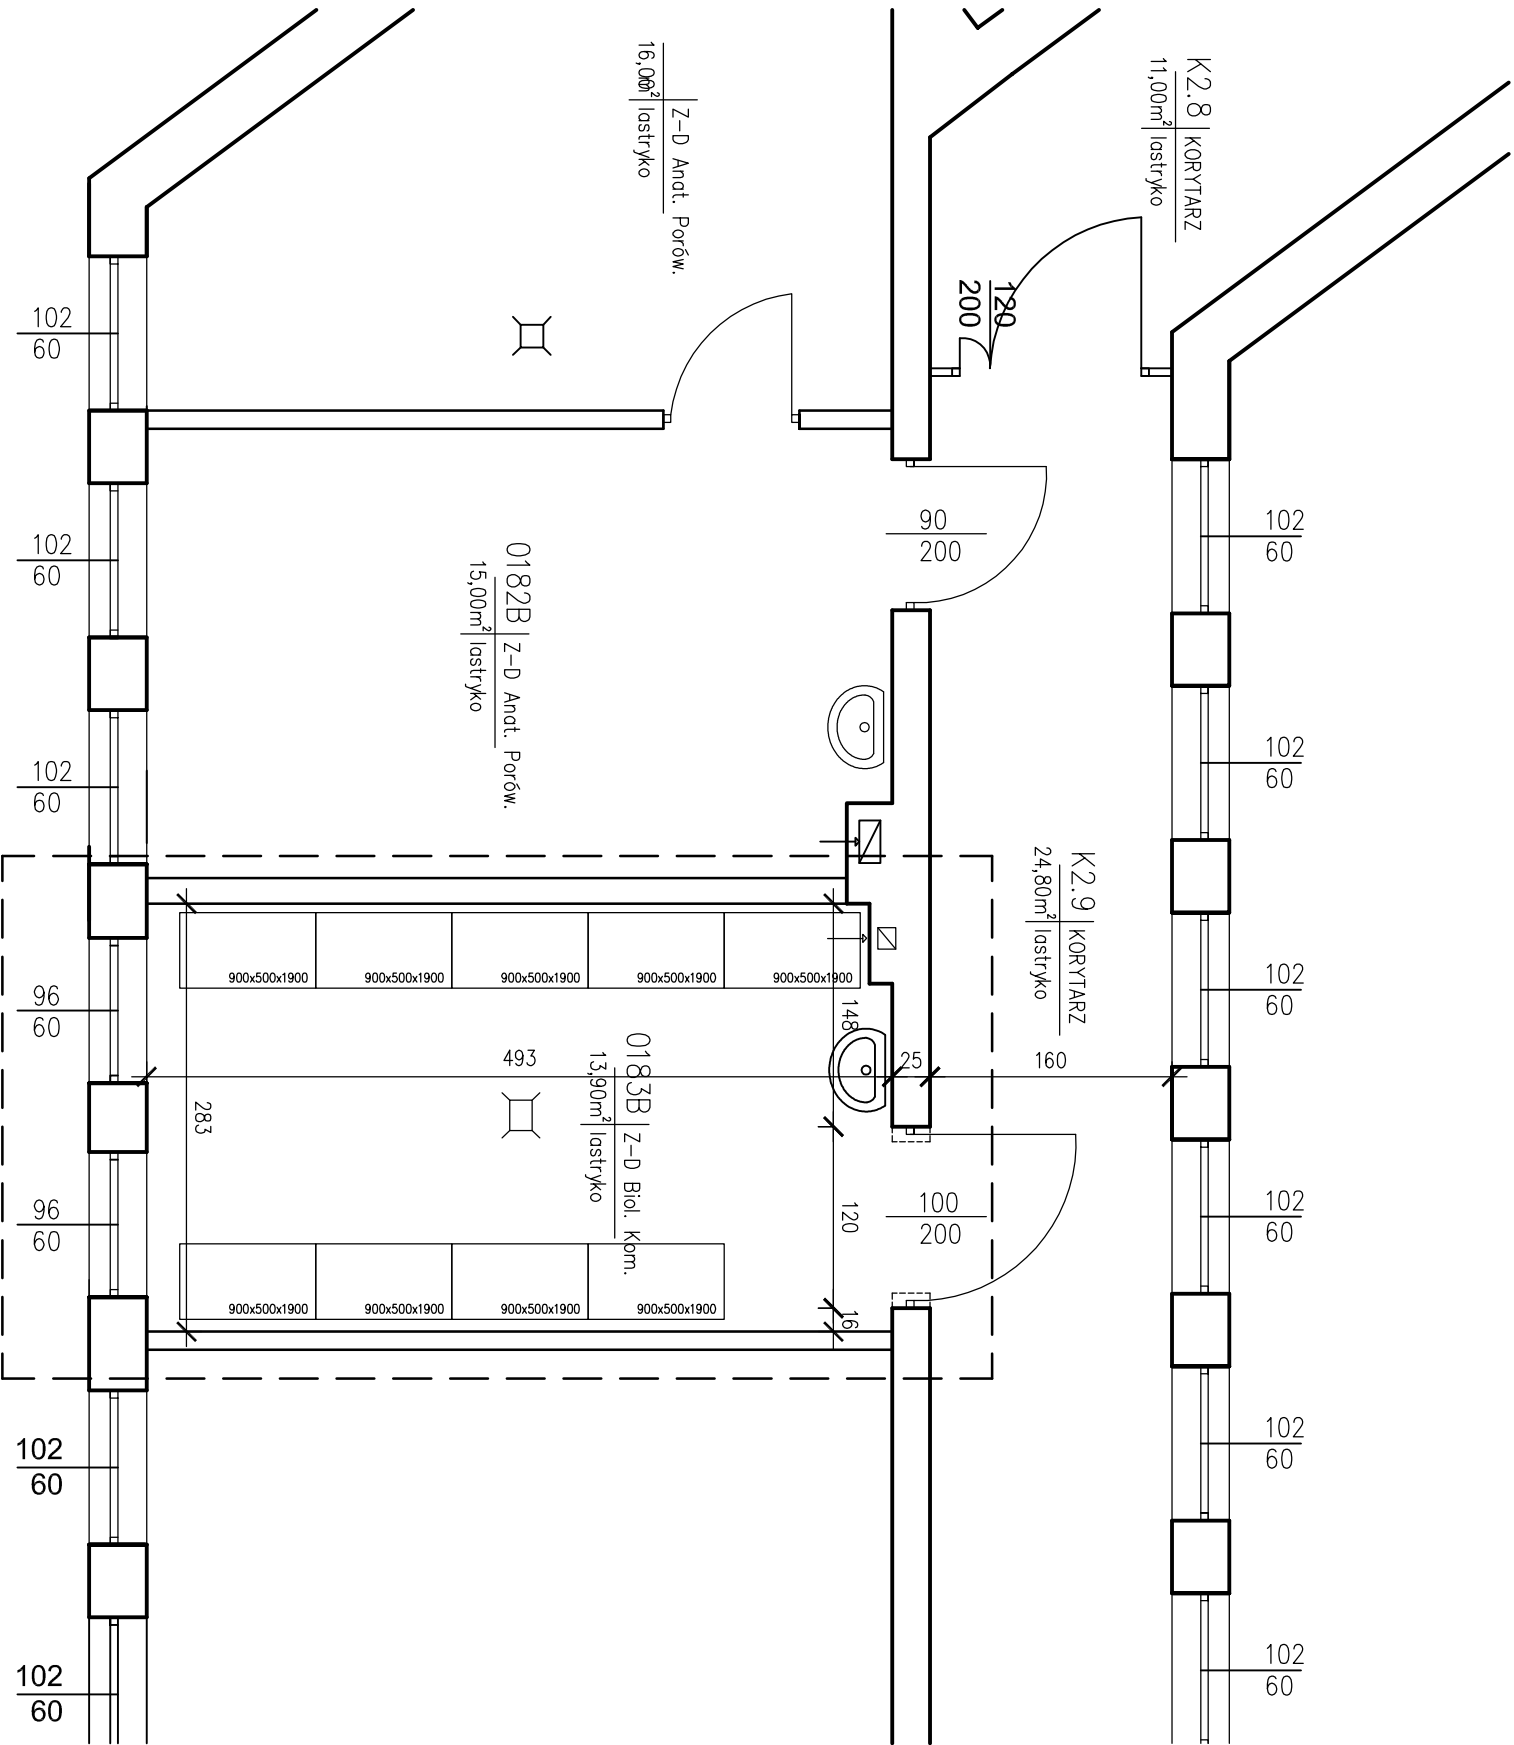 K2.8 KORYTARZ
11,00m² lastryko
16,00m² lastryko
Z-D Anat. Porów.
120
200
102
60
102
60
102
60
90
200
102
60
0182B Z-D Anat. Porów.
15,00m² lastryko
102
60
102
60
K2.9 KORYTARZ
24,80m² lastryko
900x500x1900
900x500x1900
900x500x1900
900x500x1900
900x500x1900
96
60
102
60
148
493
25
160
0183B Z-D Biol. Kom.
13,90m² lastryko
283
96
60
120
100
200
102
60
900x500x1900
900x500x1900
900x500x1900
900x500x1900
16
102
60
102
60
102
60
102
60